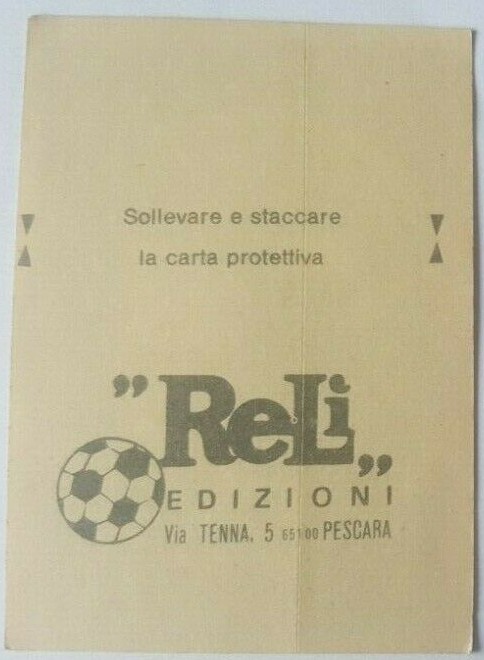 Sollevare e staccare
la carta protettiva
"ReLi„
EDIZIONI
Via TENNA, 5 65100 PESCARA